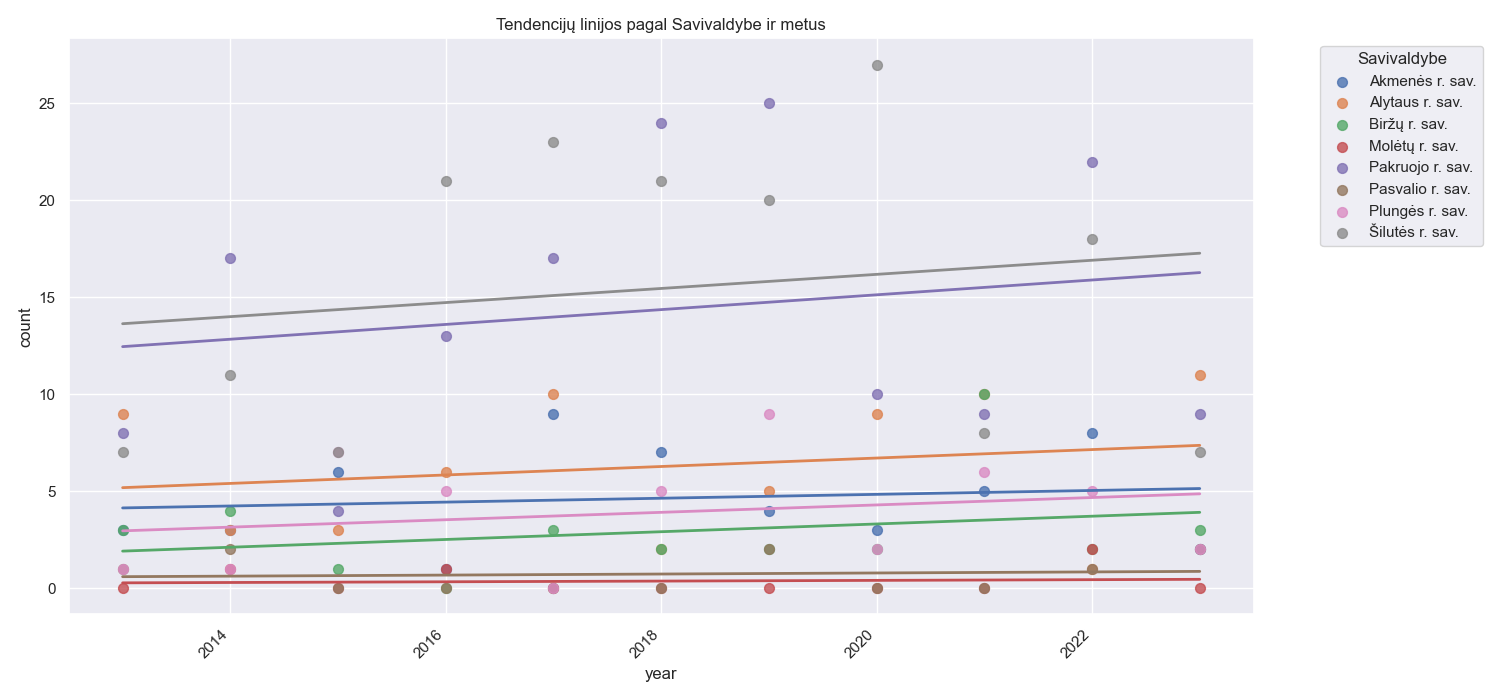 Tendencijų linijos pagal Savivaldybe ir metus
Savivaldybe
Akmenės r. sav.
Alytaus r. sav.
Biržų r. sav.
Molėtų r. sav.
Pakruojo r. sav.
Pasvalio r. sav.
Plungės r. sav.
Šilutės r. sav.
count
25
20
15
10
5
0
2014
2016
2018
2020
2022
year